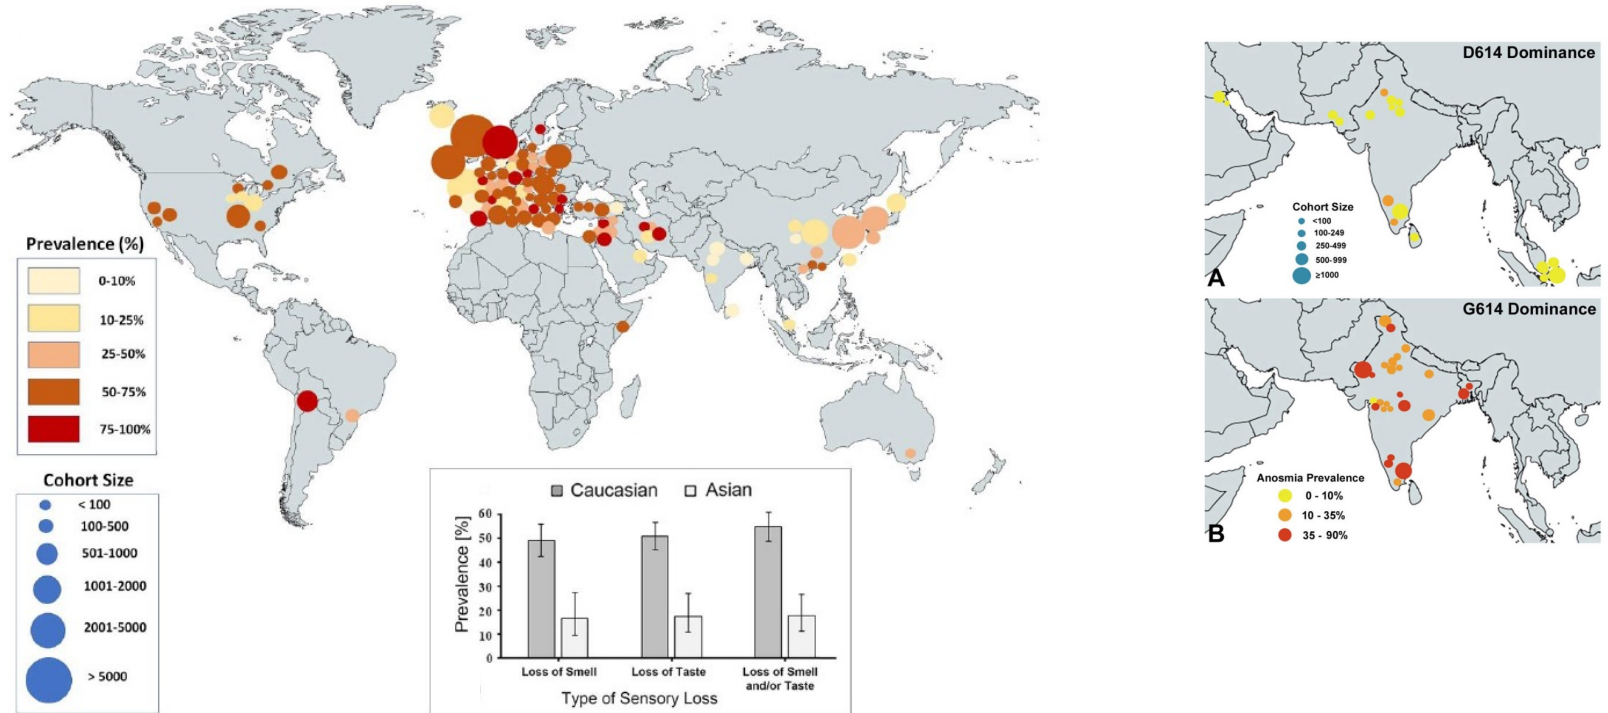 Prevalence (%)
0-10%
10-25%
25-50%
50-75%
75-100%
Cohort Size
< 100
100-500
501-1000
1001-2000
2001-5000
> 5000
Caucasian Asian
Prevalence [%]
60
50
40
30
20
10
0
Loss of Smell
Loss of Taste
Loss of Smell
and/or Taste
Type of Sensory Loss
D614 Dominance
Cohort Size
<100
100-249
250-499
500-999
≥1000
A
G614 Dominance
Anosmia Prevalence
0 - 10%
10 - 35%
35 - 90%
B